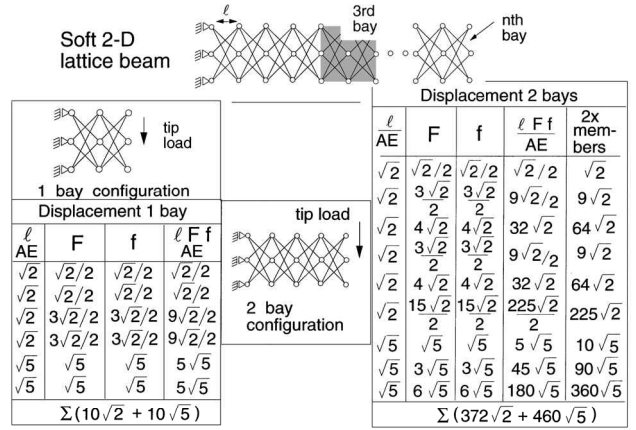 ℓ
3rd
bay
nth
bay
Soft 2-D
lattice beam
tip
load
1 bay configuration
Displacement 1 bay
ℓ/AE F f ℓ F f/AE
√2 √2/2 √2/2 √2/2
√2 √2/2 √2/2 √2/2
√2 3√2/2 3√2/2 9√2/2
√2 3√2/2 3√2/2 9√2/2
√5 √5 √5 5√5
√5 √5 √5 5√5
Σ(10√2 + 10√5)
tip load
2 bay
configuration
Displacement 2 bays
ℓ/AE F f ℓ F f/AE 2x
mem-
bers
√2 √2/2 √2/2 √2/2 √2
√2 3√2/2 3√2/2 9√2/2 9√2
√2 4√2 4√2 32√2 64√2
√2 3√2/2 3√2/2 9√2/2 9√2
√2 4√2 4√2 32√2 64√2
√2 15√2/2 15√2/2 225√2/2 225√2
√5 √5 √5 5√5 10√5
√5 3√5 3√5 45√5 90√5
√5 6√5 6√5 180√5 360√5
Σ(372√2 + 460√5)